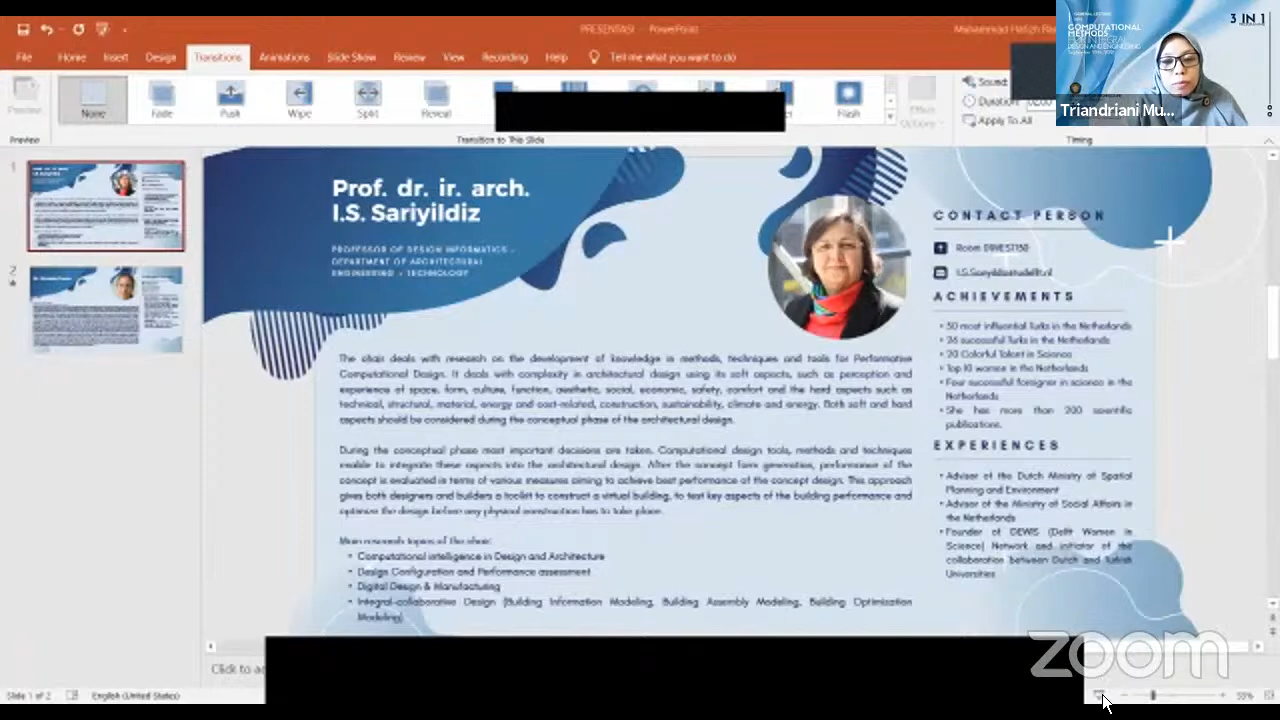 PRESENTASI - PowerPoint
File Home Insert Design Transitions Animations Slide Show Review View Recording Help Tell me what you want to do
Preview
None Fade Push Wipe Split Reveal Flash
Effect
Options
Sound
Duration
Apply To All
Preview
Transition to This Slide
Timing
3 IN 1
COMPUTATIONAL
METHODS
FOR INTEGRAL
DESIGN AND ENGINEERING
Triandriani Mu...
1
2
Prof. dr. ir. arch.
I.S. Sariyildiz
PROFESSOR OF DESIGN INFORMATICS -
DEPARTMENT OF ARCHITECTURAL
ENGINEERING + TECHNOLOGY
The chair deals with research on the development of knowledge in methods, techniques and tools for Performative
Computational Design. It deals with complexity in architectural design using its soft aspects, such as perception and
experience of space, form, culture, function, aesthetic, social, economic, safety, comfort and the hard aspects such as
technical, structural, material, energy and cost-related, construction, sustainability, climate and energy. Both soft and hard
aspects should be considered during the conceptual phase of the architectural design.
During the conceptual phase most important decisions are taken. Computational design tools, methods and techniques
enable to integrate these aspects into the architectural design. After the concept form generation, performance of the
concept is evaluated in terms of various measures aiming to achieve best performance of the concept design. This approach
gives both designers and builders a toolkit to construct a virtual building, to test key aspects of the building performance and
optimize the design before any physical construction has to take place.
Main research topics of the chair:
• Computational intelligence in Design and Architecture
• Design Configuration and Performance assessment
• Digital Design & Manufacturing
• Integral-collaborative Design (Building Information Modeling, Building Assembly Modeling, Building Optimization
Modeling)
CONTACT PERSON
Room
ACHIEVEMENTS
• 50 most influential Turks in the Netherlands
• 26 successful Turks in the Netherlands
• 20 Colorful Talent in Science
• Top 10 women in the Netherlands
• Four successful foreigner in science in the
Netherlands
• She has more than 200 scientific
publications.
EXPERIENCES
• Advisor of the Dutch Ministry of Spatial
Planning and Environment
• Advisor of the Ministry of Social Affairs in
the Netherlands
• Founder of DEWIS (Delft Women in
Science) Network and initiator of the
collaboration between Dutch and Turkish
Universities
Click to ad
zoom
Slide 1 of 2 English (United States)